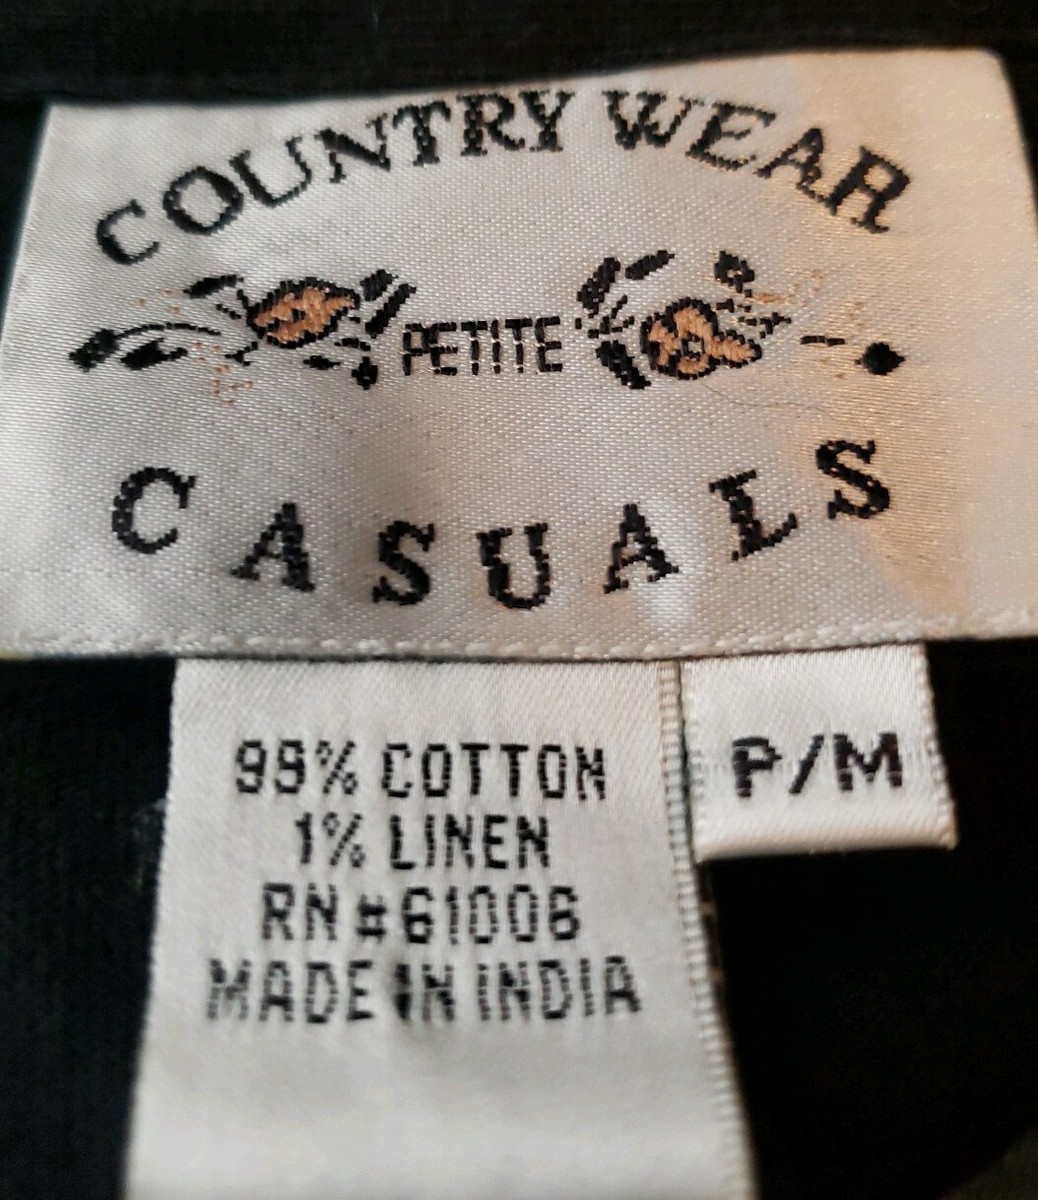 COUNTRY WEAR
PETITE
CASUALS
99% COTTON
1% LINEN
RN#61006
MADE IN INDIA
P/M